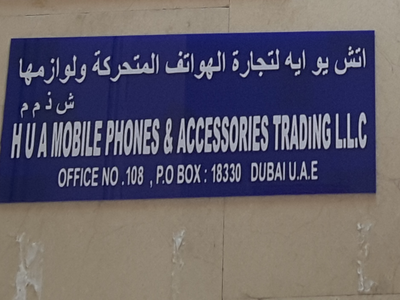 اتش يو ايه لتجارة الهواتف المتحركة ولوازمها
ش ذ م م
H U A MOBILE PHONES & ACCESSORIES TRADiNG L.L.C
OFFICE NO .108 , P.O BOX : 18330 DUBAI U.A.E